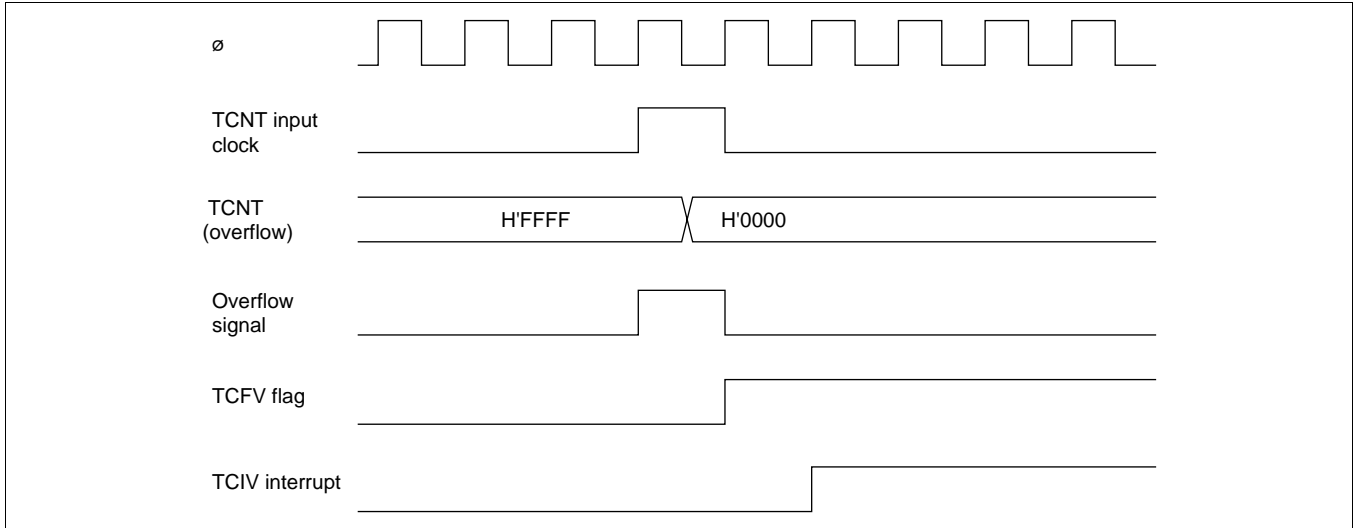 ø
TCNT input
clock
TCNT
(overflow)
H'FFFF
H'0000
Overflow
signal
TCFV flag
TCIV interrupt